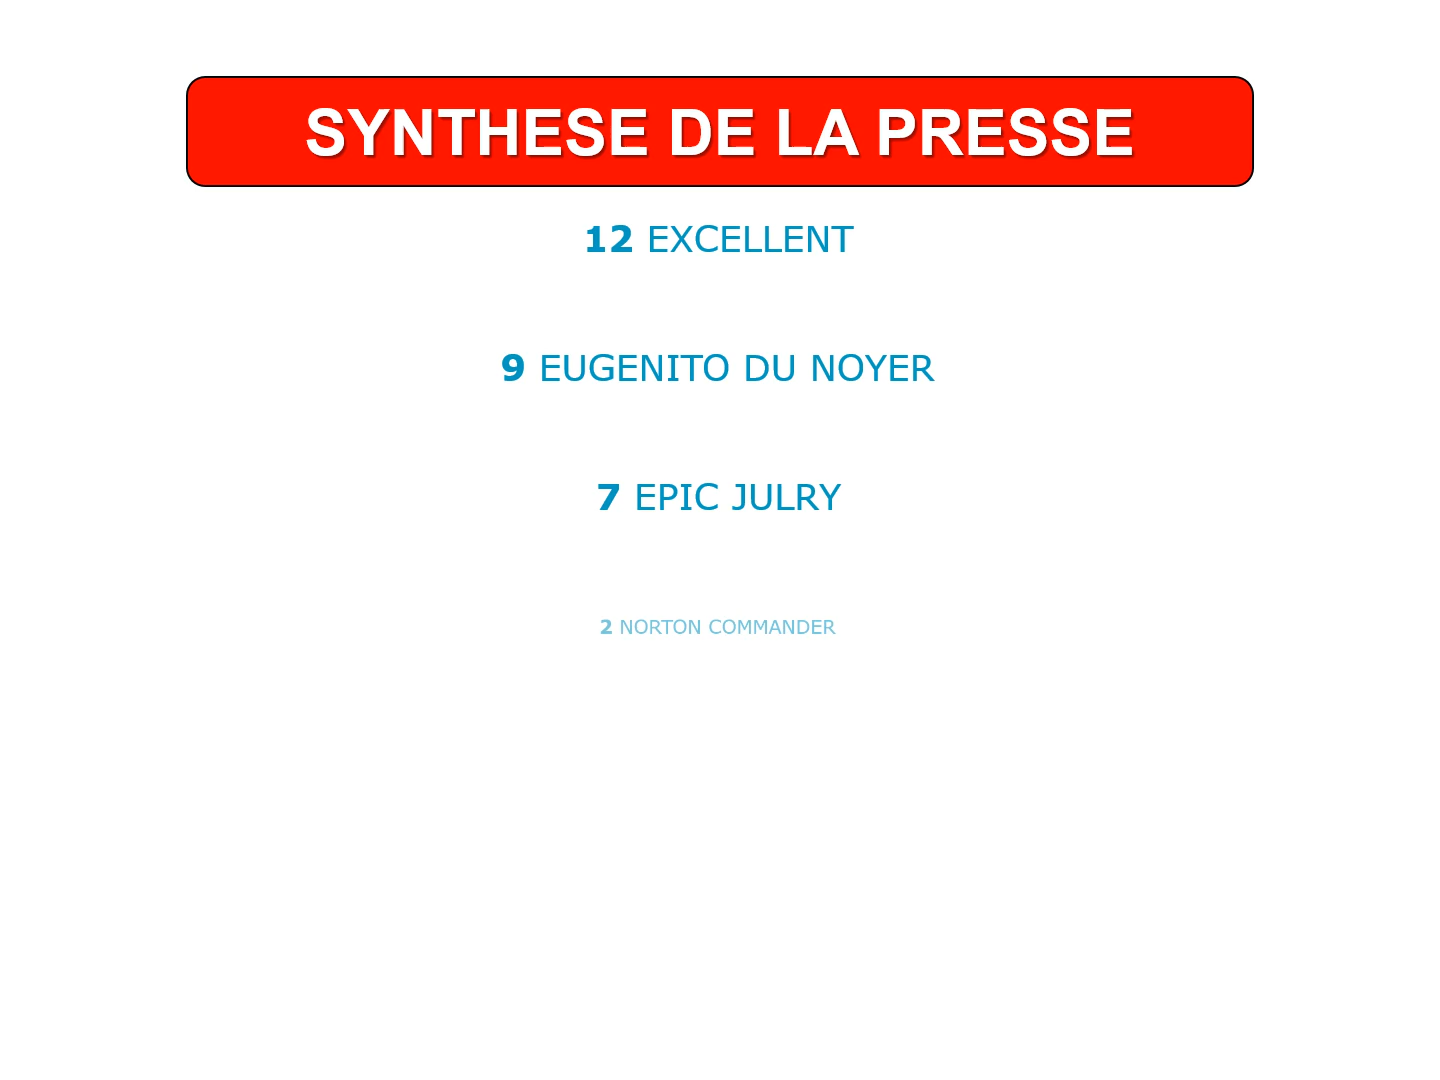 SYNTHESE DE LA PRESSE
12 EXCELLENT
9 EUGENITO DU NOYER
7 EPIC JULRY
2 NORTON COMMANDER